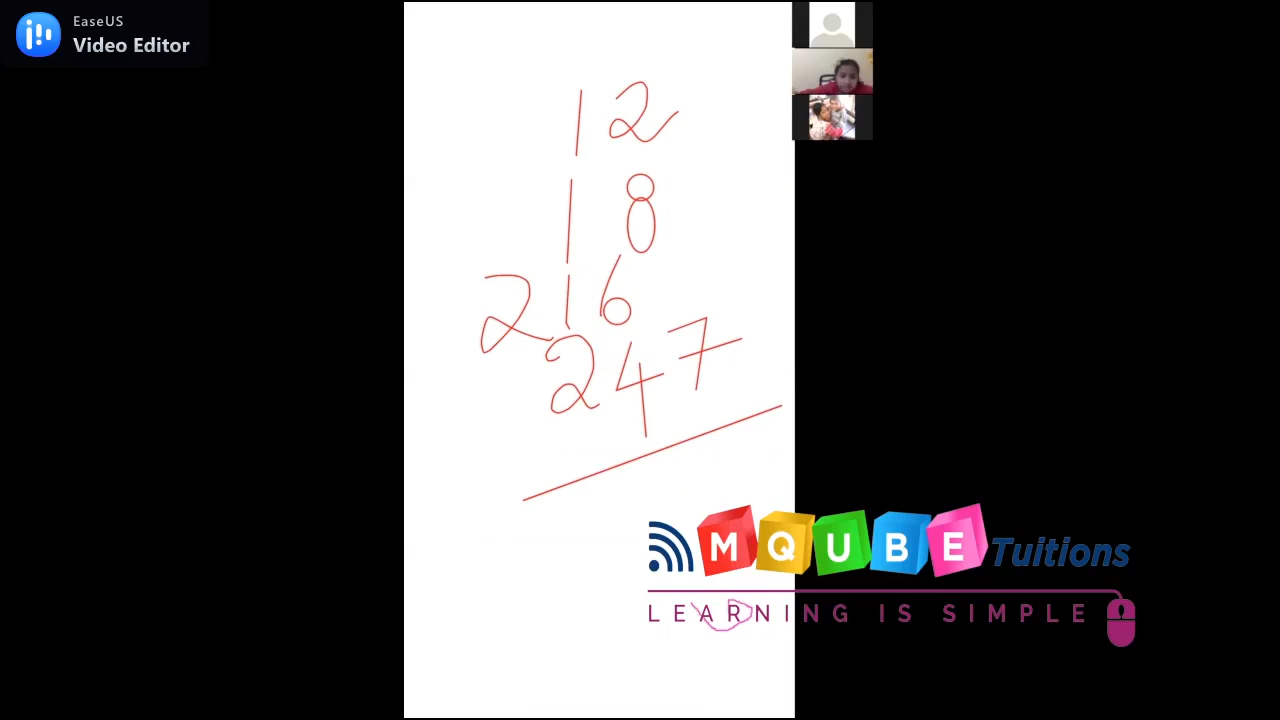 EaseUS
Video Editor
12
18
216
247
MQUBE Tuitions
LEARNING IS SIMPLE